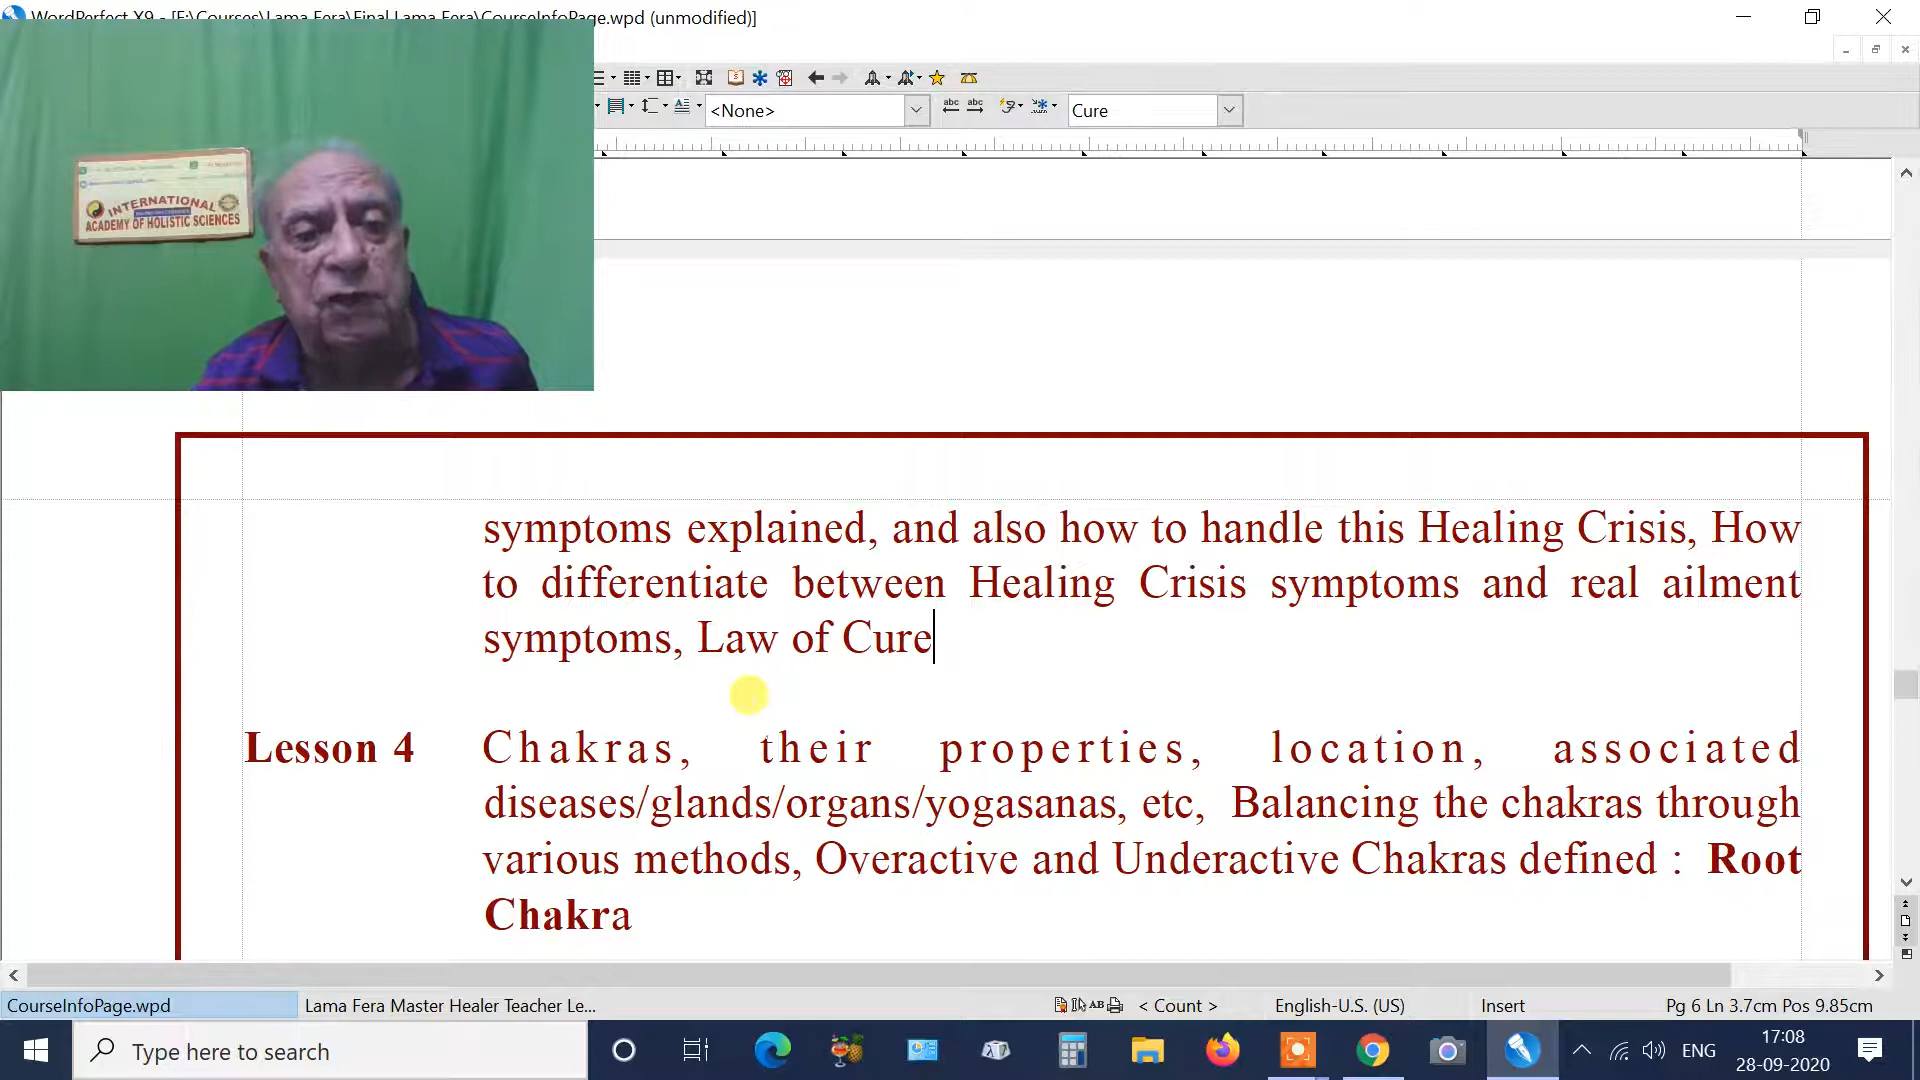 WordPerfect X9 - [E:\Courses\Lama Fera\Final Lama Fera\CourseInfoPage.wpd (unmodified)]
<None>
Cure
INTERNATIONAL
ACADEMY OF HOLISTIC SCIENCES
symptoms explained, and also how to handle this Healing Crisis, How
to differentiate between Healing Crisis symptoms and real ailment
symptoms, Law of Cure
Lesson 4 Chakras, their properties, location, associated
diseases/glands/organs/yogasanas, etc, Balancing the chakras through
various methods, Overactive and Underactive Chakras defined : Root
Chakra
CourseInfoPage.wpd Lama Fera Master Healer Teacher Le... < Count > English-U.S. (US) Insert Pg 6 Ln 3.7cm Pos 9.85cm
Type here to search
ENG
17:08
28-09-2020